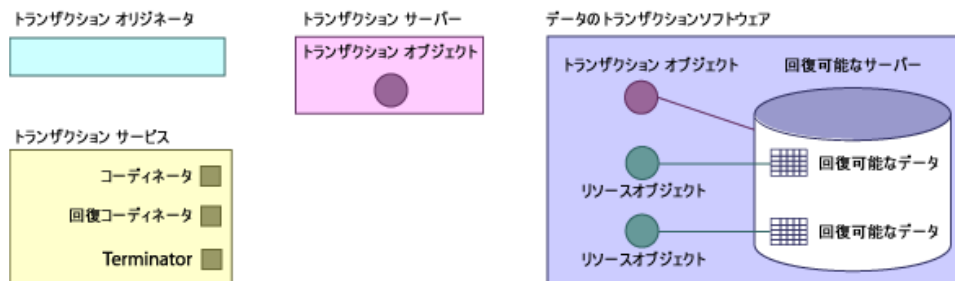 トランザクション オリジネータ
トランザクション サーバー
トランザクション オブジェクト
トランザクション サービス
コーディネータ
回復コーディネータ
Terminator
データのトランザクションソフトウェア
トランザクション オブジェクト
回復可能なサーバー
回復可能なデータ
リソースオブジェクト
回復可能なデータ
リソースオブジェクト